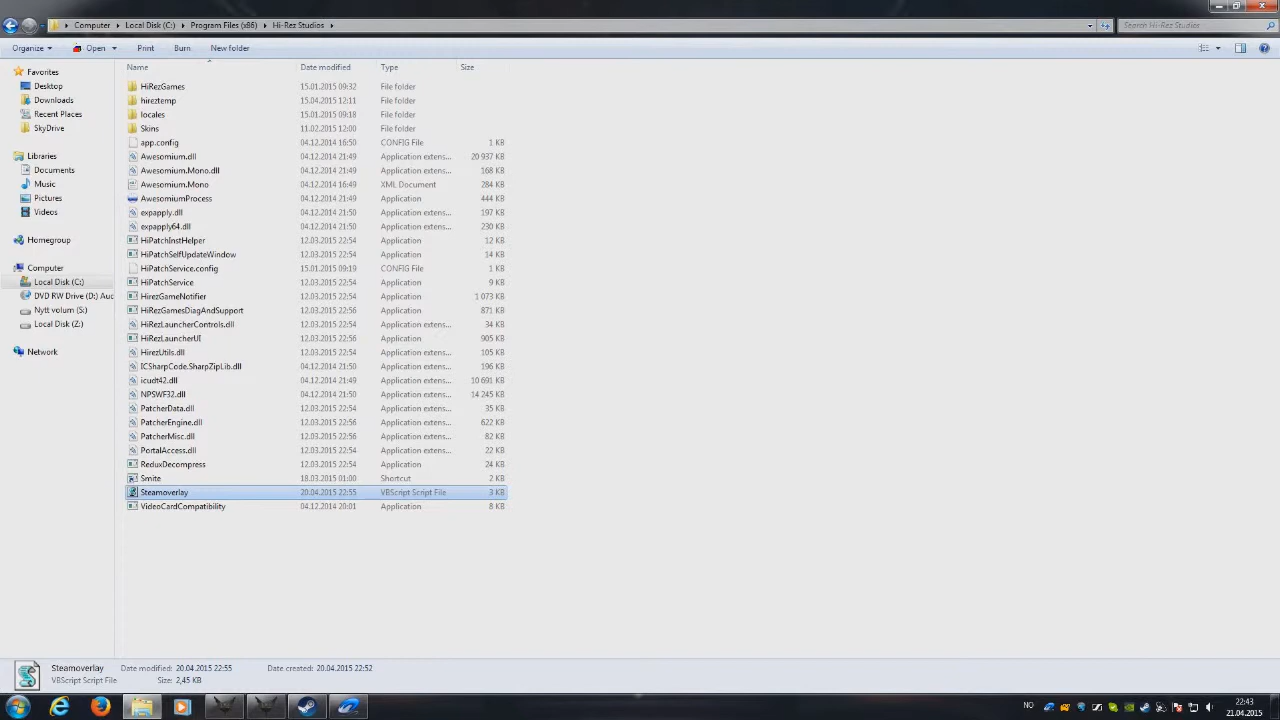 Computer Local Disk (C:) Program Files (x86) Hi-Rez Studios Search Hi-Rez Studios
Organize Open Print Burn New folder
Favorites
Desktop
Downloads
Recent Places
SkyDrive
Libraries
Documents
Music
Pictures
Videos
Homegroup
Computer
Local Disk (C:)
DVD RW Drive (D:) Auc
Nytt volum (S:)
Local Disk (Z:)
Network
Name Date modified Type Size
HiRezGames 15.01.2015 09:32 File folder
hireztemp 15.04.2015 12:11 File folder
locales 15.01.2015 09:18 File folder
Skins 11.02.2015 12:00 File folder
app.config 04.12.2014 16:50 CONFIG File 1 KB
Awesomium.dll 04.12.2014 21:49 Application extens... 20 937 KB
Awesomium.Mono.dll 04.12.2014 21:49 Application extens... 168 KB
Awesomium.Mono 04.12.2014 16:49 XML Document 284 KB
AwesomiumProcess 04.12.2014 21:49 Application 444 KB
expapply.dll 04.12.2014 21:50 Application extens... 197 KB
expapply64.dll 04.12.2014 21:50 Application extens... 230 KB
HiPatchInstHelper 12.03.2015 22:54 Application 12 KB
HiPatchSelfUpdateWindow 12.03.2015 22:54 Application 14 KB
HiPatchService.config 15.01.2015 09:19 CONFIG File 1 KB
HiPatchService 12.03.2015 22:54 Application 9 KB
HirezGameNotifier 12.03.2015 22:54 Application 1 073 KB
HiRezGamesDiagAndSupport 12.03.2015 22:56 Application 871 KB
HiRezLauncherControls.dll 12.03.2015 22:54 Application extens... 34 KB
HiRezLauncherUI 12.03.2015 22:56 Application 905 KB
HirezUtils.dll 12.03.2015 22:54 Application extens... 105 KB
ICSharpCode.SharpZipLib.dll 04.12.2014 21:50 Application extens... 196 KB
icudt42.dll 04.12.2014 21:49 Application extens... 10 691 KB
NPSWF32.dll 04.12.2014 21:50 Application extens... 14 245 KB
PatcherData.dll 12.03.2015 22:54 Application extens... 35 KB
PatcherEngine.dll 12.03.2015 22:56 Application extens... 622 KB
PatcherMisc.dll 12.03.2015 22:56 Application extens... 82 KB
PortalAccess.dll 12.03.2015 22:54 Application extens... 22 KB
ReduxDecompress 12.03.2015 22:54 Application 24 KB
Smite 18.03.2015 01:00 Shortcut 2 KB
Steamoverlay 20.04.2015 22:55 VBScript Script File 3 KB
VideoCardCompatibility 04.12.2014 20:01 Application 8 KB
Steamoverlay Date modified: 20.04.2015 22:55 Date created: 20.04.2015 22:52
VBScript Script File Size: 2,45 KB
NO 22:43
21.04.2015